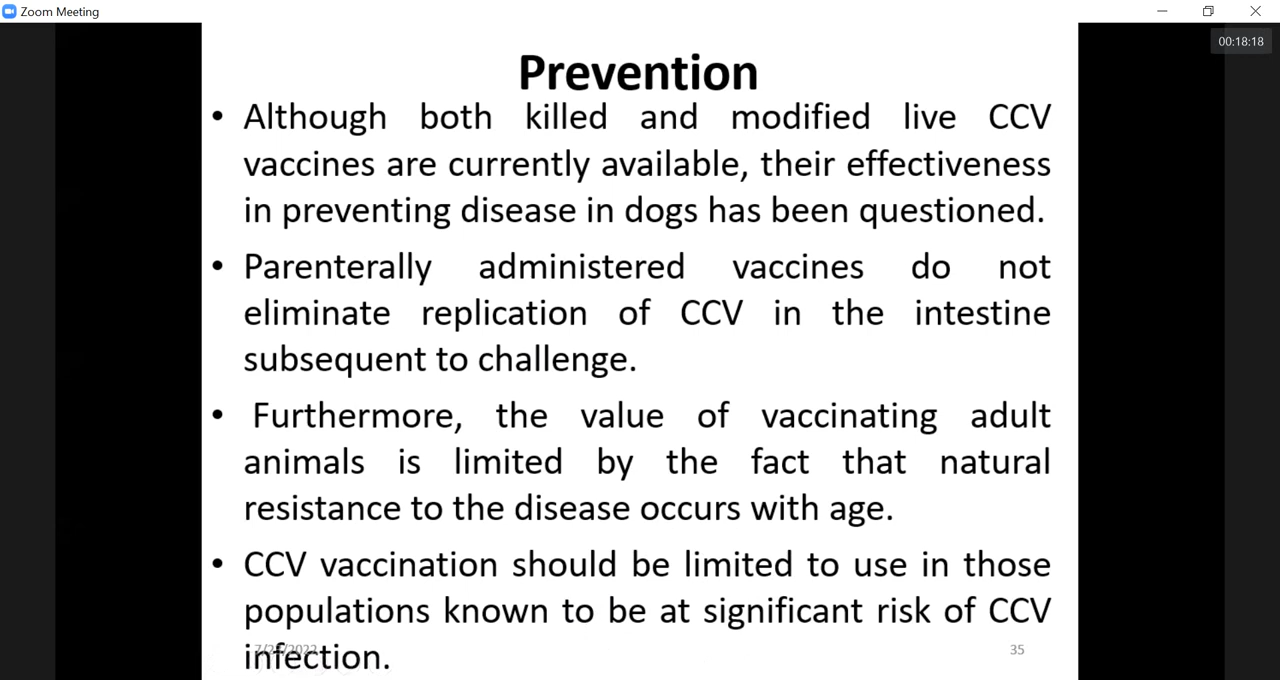 Zoom Meeting
00:18:18
Prevention
• Although both killed and modified live CCV
vaccines are currently available, their effectiveness
in preventing disease in dogs has been questioned.
• Parenterally administered vaccines do not
eliminate replication of CCV in the intestine
subsequent to challenge.
• Furthermore, the value of vaccinating adult
animals is limited by the fact that natural
resistance to the disease occurs with age.
• CCV vaccination should be limited to use in those
populations known to be at significant risk of CCV
infection.
35